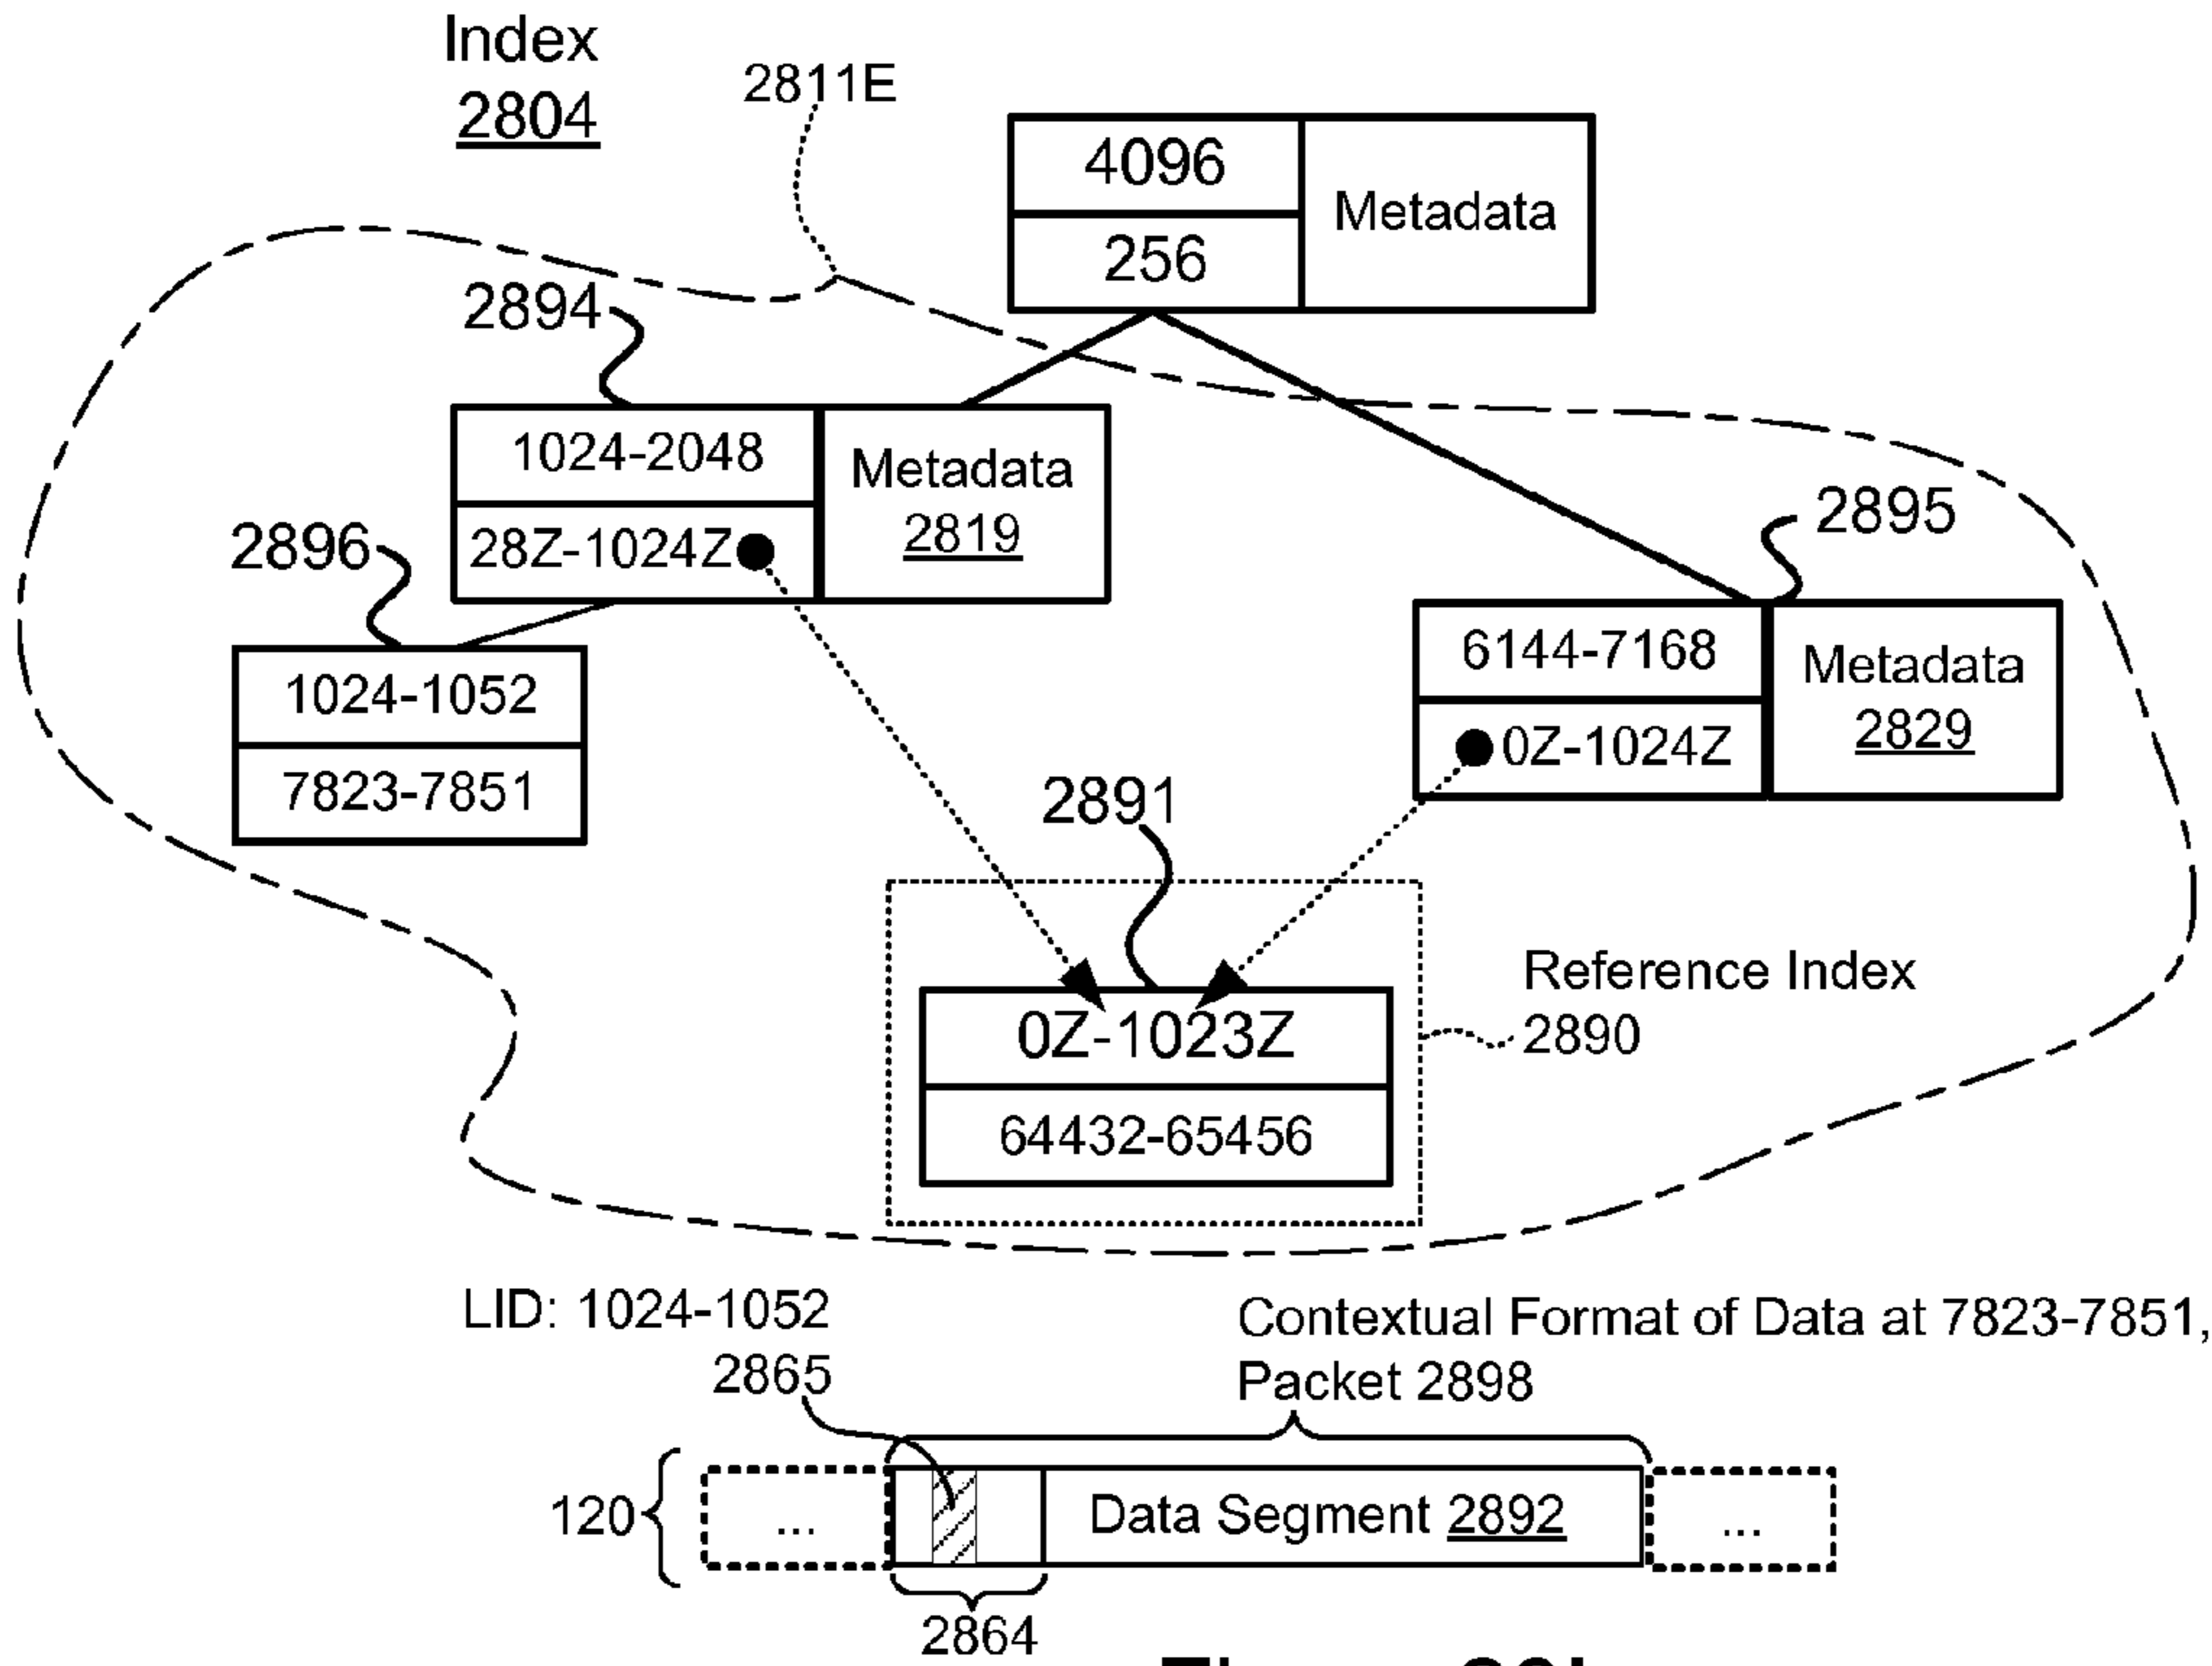 Index
2804
2811E
4096
256
Metadata
2894
1024-2048
28Z-1024Z
Metadata
2819
2896
1024-1052
7823-7851
2895
6144-7168
0Z-1024Z
Metadata
2829
2891
0Z-1023Z
64432-65456
Reference Index
2890
LID: 1024-1052
2865
Contextual Format of Data at 7823-7851,
Packet 2898
120
...
Data Segment 2892
...
2864